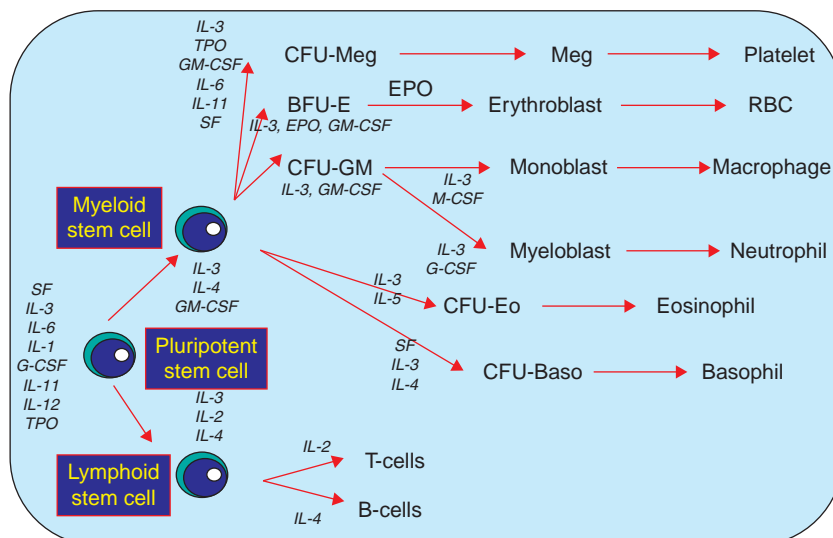 IL-3
TPO
GM-CSF
IL-6
IL-11
SF
CFU-Meg
Meg
Platelet
BFU-E
EPO
Erythroblast
RBC
IL-3, EPO, GM-CSF
CFU-GM
IL-3, GM-CSF
IL-3
M-CSF
Monoblast
Macrophage
IL-3
G-CSF
Myeloblast
Neutrophil
Myeloid
stem cell
IL-3
IL-4
GM-CSF
IL-3
IL-5
CFU-Eo
Eosinophil
SF
IL-3
IL-4
CFU-Baso
Basophil
SF
IL-3
IL-6
IL-1
G-CSF
IL-11
IL-12
TPO
Pluripotent
stem cell
IL-3
IL-2
IL-4
Lymphoid
stem cell
IL-2
T-cells
IL-4
B-cells